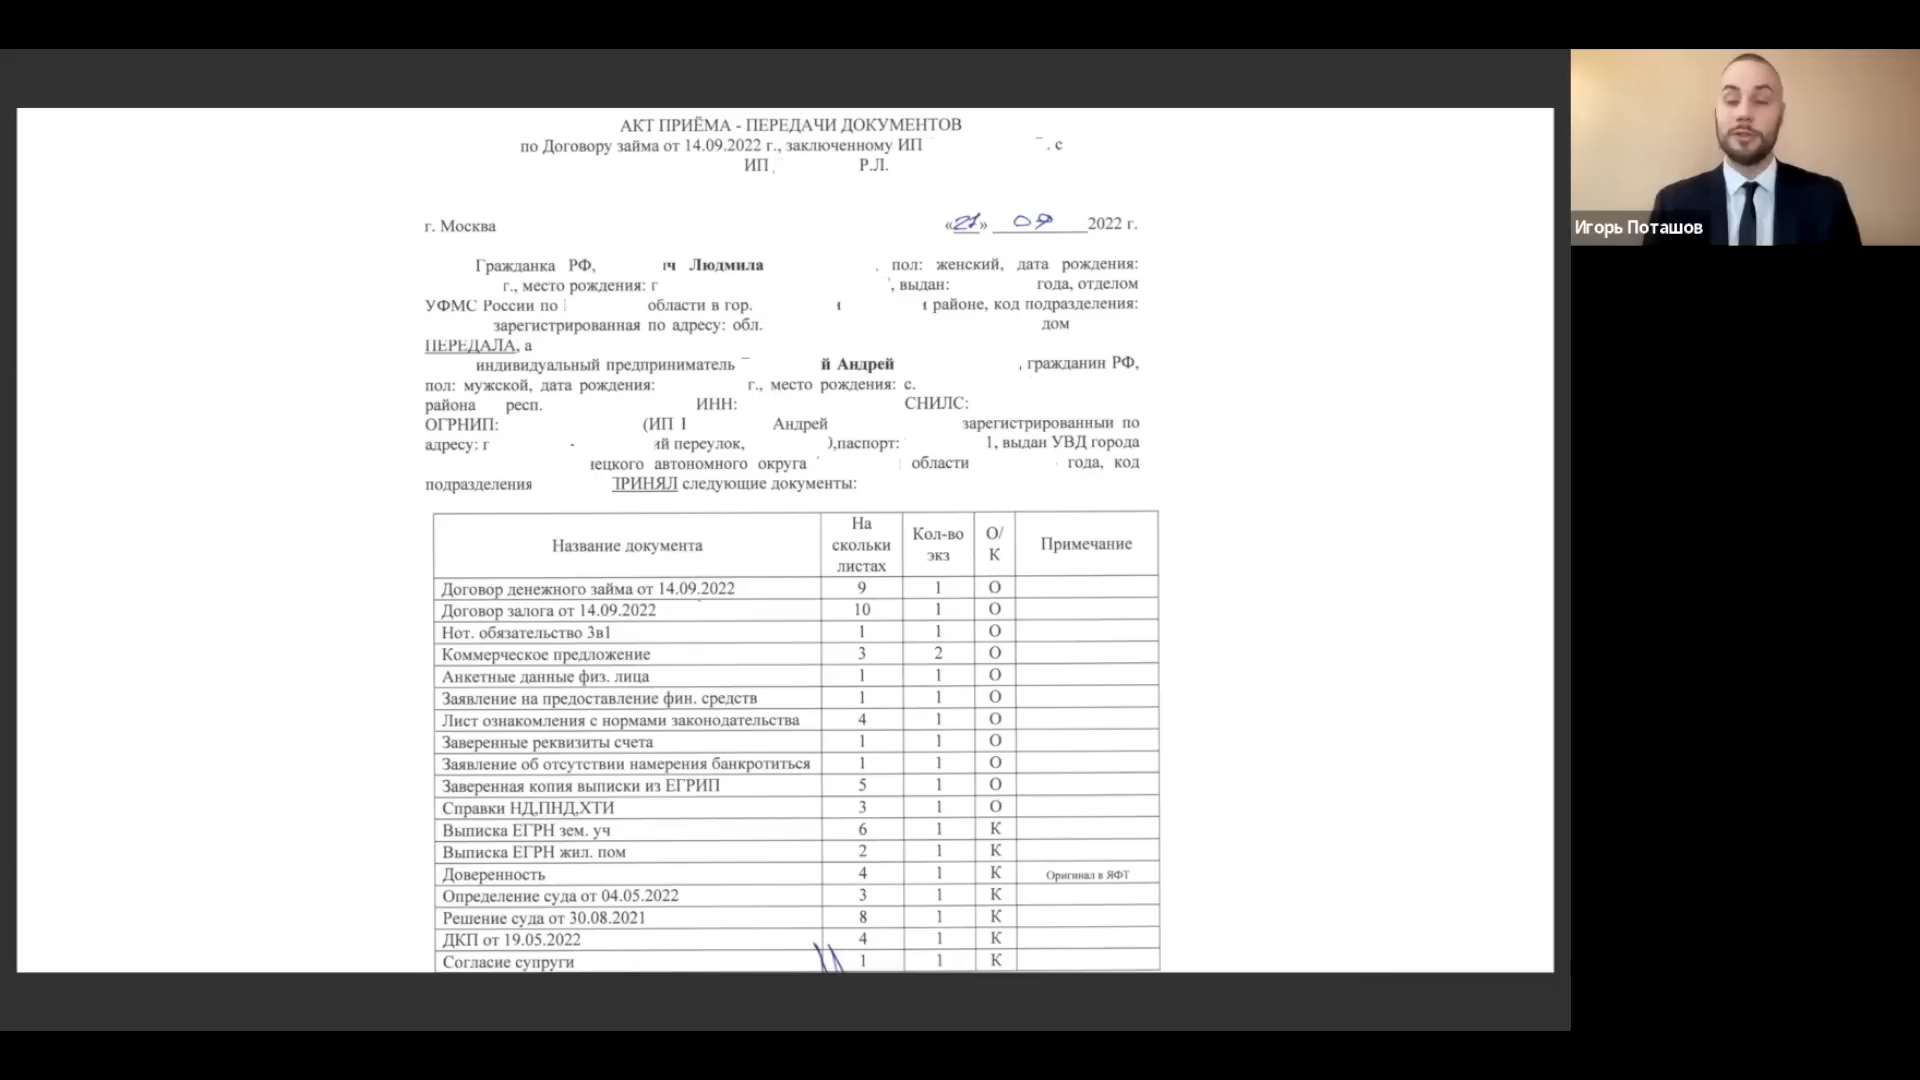 АКТ ПРИЁМА - ПЕРЕДАЧИ ДОКУМЕНТОВ
по Договору займа от 14.09.2022 г., заключенному ИП . с
ИП Р.Л.
г. Москва «21» 09 2022 г.
Гражданка РФ, ич Людмила , пол: женский, дата рождения:
г., место рождения: г , выдан: года, отделом
УФМС России по области в гор. районе, код подразделения:
зарегистрированная по адресу: обл. дом
ПЕРЕДАЛА, а
индивидуальный предприниматель й Андрей , гражданин РФ,
пол: мужской, дата рождения: г., место рождения: с.
района респ. ИНН: СНИЛС:
ОГРНИП: (ИП Андрей зарегистрированный по
адресу: г - ий переулок, ),паспорт: 1, выдан УВД города
нецкого автономного округа области года, код
подразделения ПРИНЯЛ следующие документы:
Название документа На скольки листах Кол-во экз О/К Примечание
Договор денежного займа от 14.09.2022 9 1 О
Договор залога от 14.09.2022 10 1 О
Нот. обязательство 3в1 1 1 О
Коммерческое предложение 3 2 О
Анкетные данные физ. лица 1 1 О
Заявление на предоставление фин. средств 1 1 О
Лист ознакомления с нормами законодательства 4 1 О
Заверенные реквизиты счета 1 1 О
Заявление об отсутствии намерения банкротиться 1 1 О
Заверенная копия выписки из ЕГРИП 5 1 О
Справки НД,ПНД,ХТИ 3 1 О
Выписка ЕГРН зем. уч 6 1 К
Выписка ЕГРН жил. пом 2 1 К
Доверенность 4 1 К Оригинал в ЯФТ
Определение суда от 04.05.2022 3 1 К
Решение суда от 30.08.2021 8 1 К
ДКП от 19.05.2022 4 1 К
Согласие супруги 1 1 К
Игорь Поташов